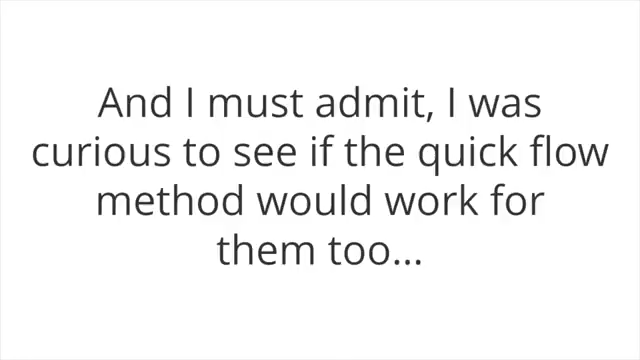 And I must admit, I was
curious to see if the quick flow
method would work for
them too...